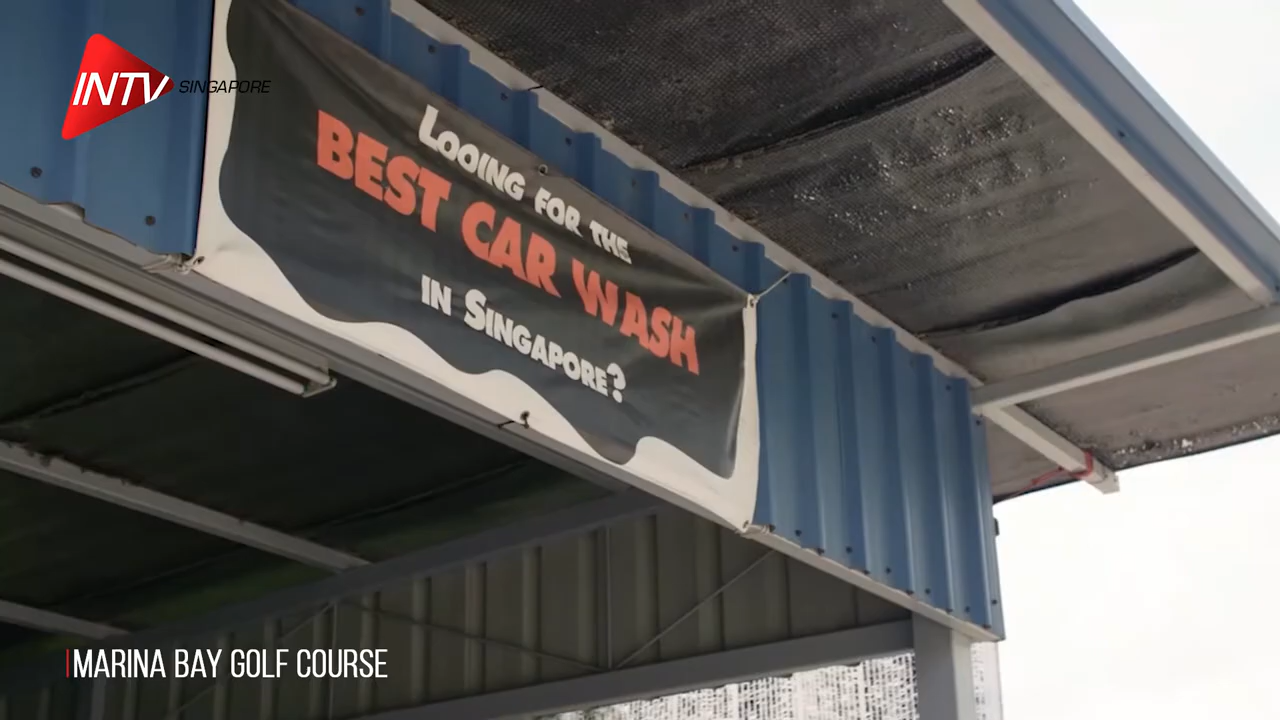 INTV SINGAPORE
LOOING FOR THE
BEST CAR WASH
IN SINGAPORE?
MARINA BAY GOLF COURSE